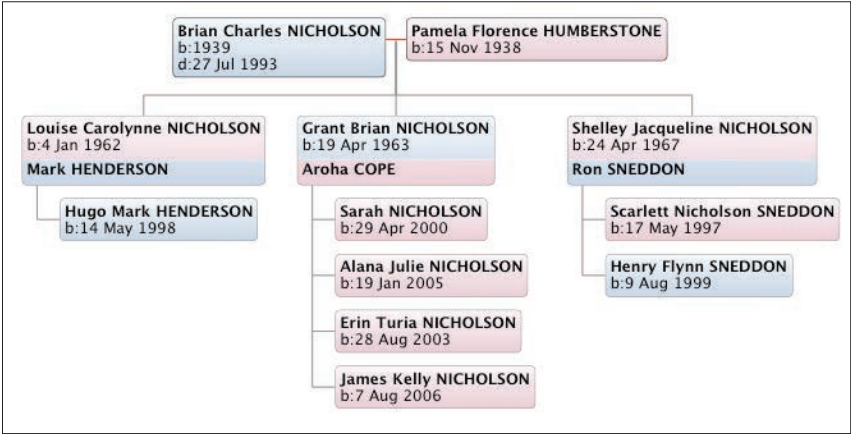 Brian Charles NICHOLSON
b:1939
d:27 Jul 1993
Pamela Florence HUMBERSTONE
b:15 Nov 1938
Louise Carolynne NICHOLSON
b:4 Jan 1962
Mark HENDERSON
Hugo Mark HENDERSON
b:14 May 1998
Grant Brian NICHOLSON
b:19 Apr 1963
Aroha COPE
Sarah NICHOLSON
b:29 Apr 2000
Alana Julie NICHOLSON
b:19 Jan 2005
Erin Turia NICHOLSON
b:28 Aug 2003
James Kelly NICHOLSON
b:7 Aug 2006
Shelley Jacqueline NICHOLSON
b:24 Apr 1967
Ron SNEDDON
Scarlett Nicholson SNEDDON
b:17 May 1997
Henry Flynn SNEDDON
b:9 Aug 1999